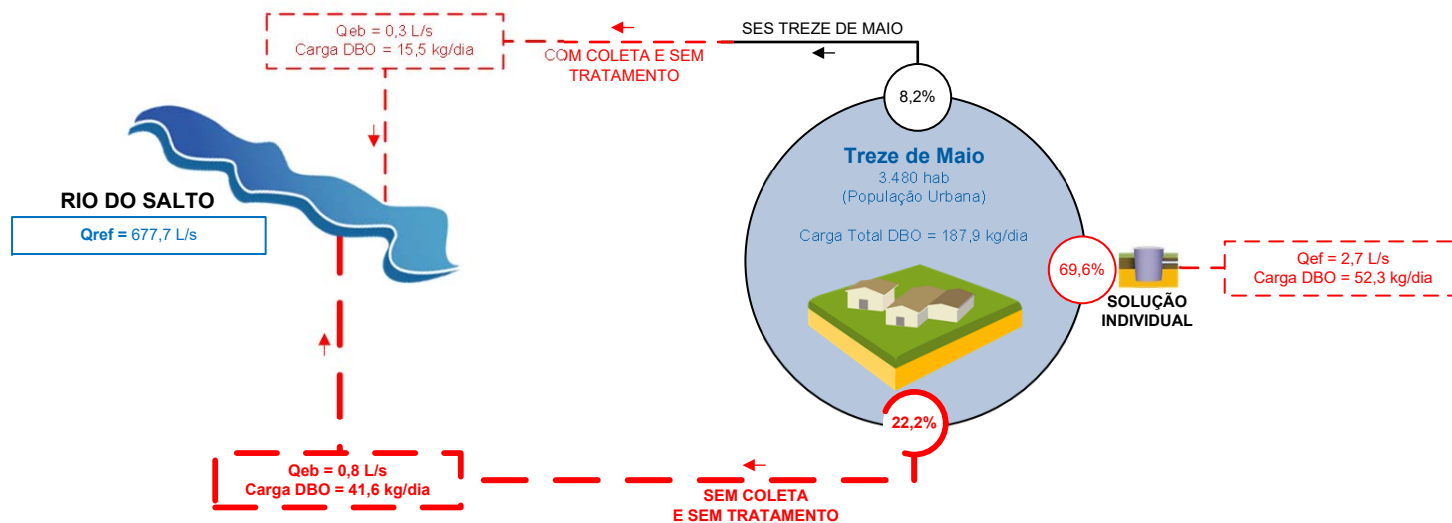 Qeb = 0,3 L/s
Carga DBO = 15,5 kg/dia
COM COLETA E SEM
TRATAMENTO
SES TREZE DE MAIO
8,2%
Treze de Maio
3.480 hab
(População Urbana)
Carga Total DBO = 187,9 kg/dia
RIO DO SALTO
Qref = 677,7 L/s
69,6%
SOLUÇÃO
INDIVIDUAL
Qef = 2,7 L/s
Carga DBO = 52,3 kg/dia
22,2%
Qeb = 0,8 L/s
Carga DBO = 41,6 kg/dia
SEM COLETA
E SEM TRATAMENTO